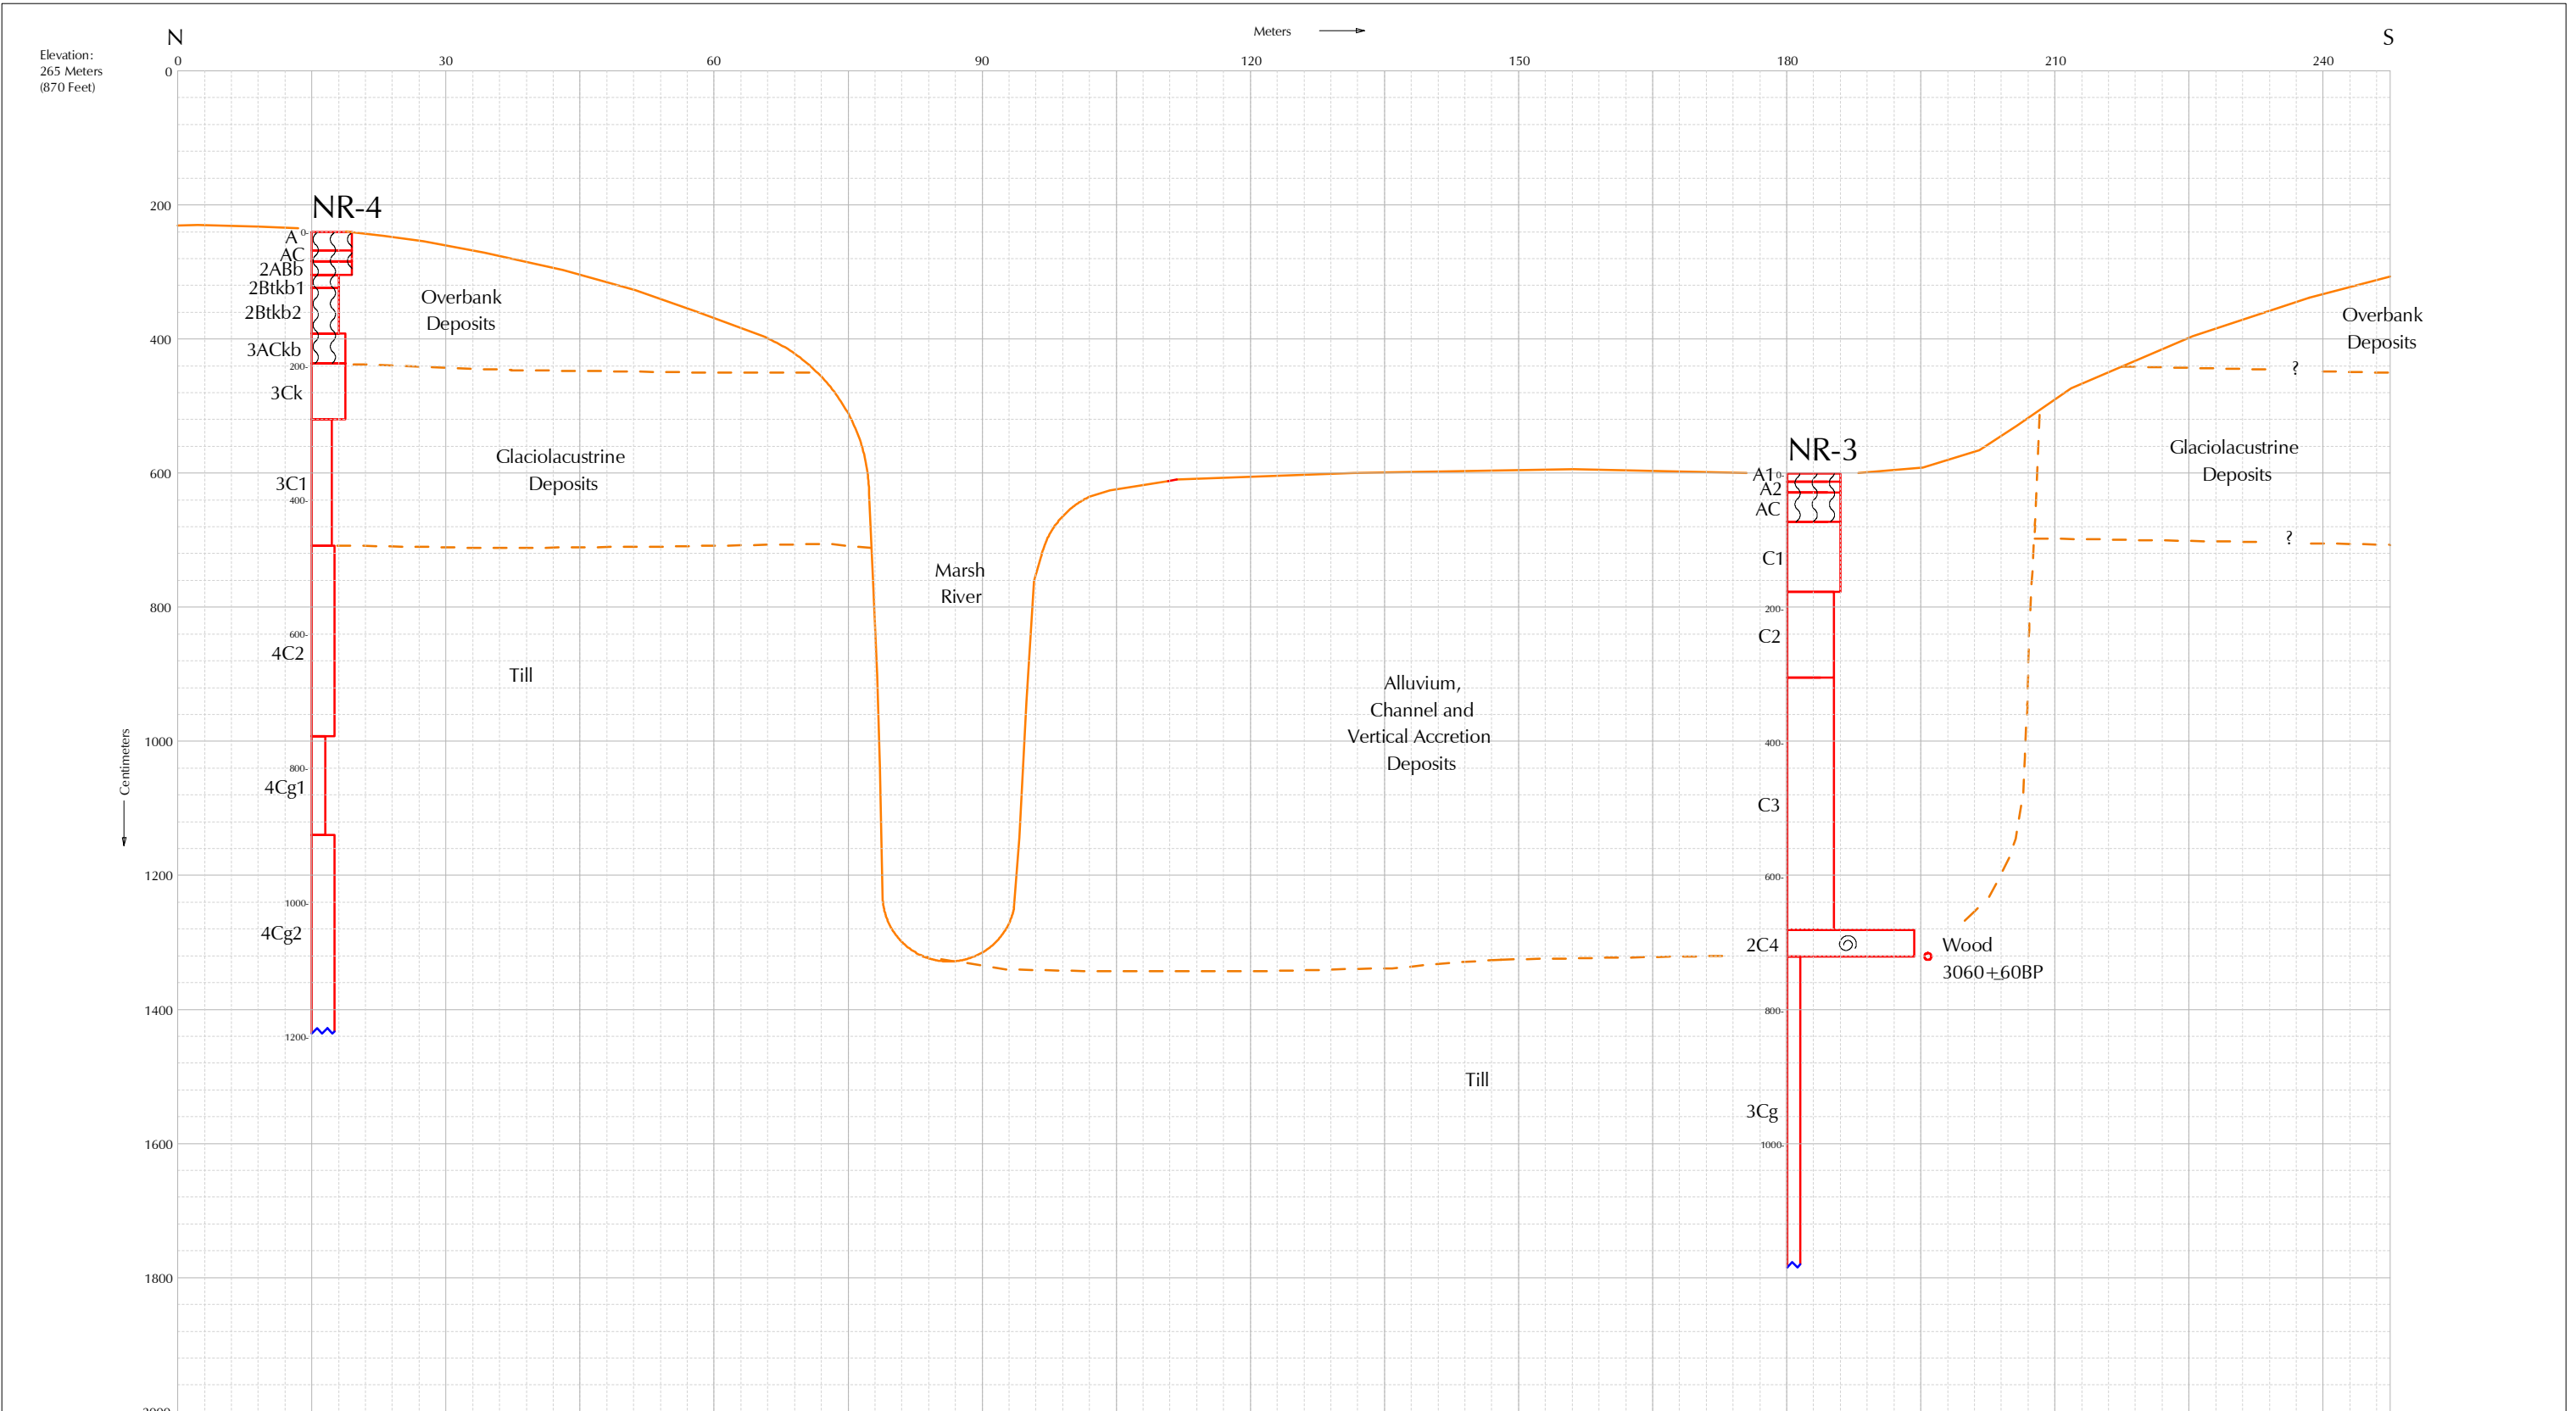 N
Meters
S
Elevation:
265 Meters
(870 Feet)
0 30 60 90 120 150 180 210 240
0
200
400
600
800
1000
1200
1400
1600
1800
Centimeters
NR-4
A
AC
2ABb
2Btkb1
2Btkb2
3ACkb
3Ck
3C1
4C2
4Cg1
4Cg2
0-
200-
400-
600-
800-
1000-
1200-
Overbank
Deposits
Glaciolacustrine
Deposits
Till
Marsh
River
Alluvium,
Channel and
Vertical Accretion
Deposits
Till
NR-3
A1
A2
AC
C1
C2
C3
2C4
3Cg
0-
200-
400-
600-
800-
1000-
Wood
3060±60BP
Overbank
Deposits
?
Glaciolacustrine
Deposits
?